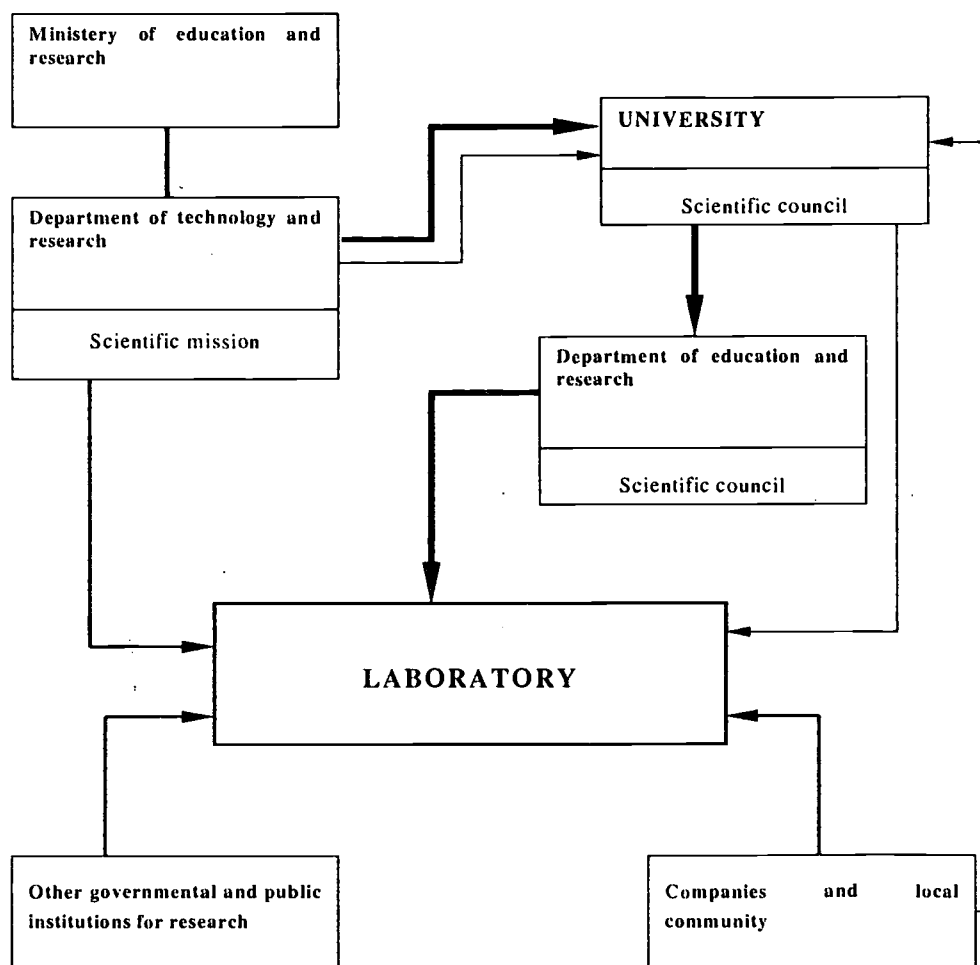 Ministery of education and
research
UNIVERSITY
Scientific council
Department of technology and
research
Scientific mission
Department of education and
research
Scientific council
LABORATORY
Other governmental and public
institutions for research
Companies and local
community